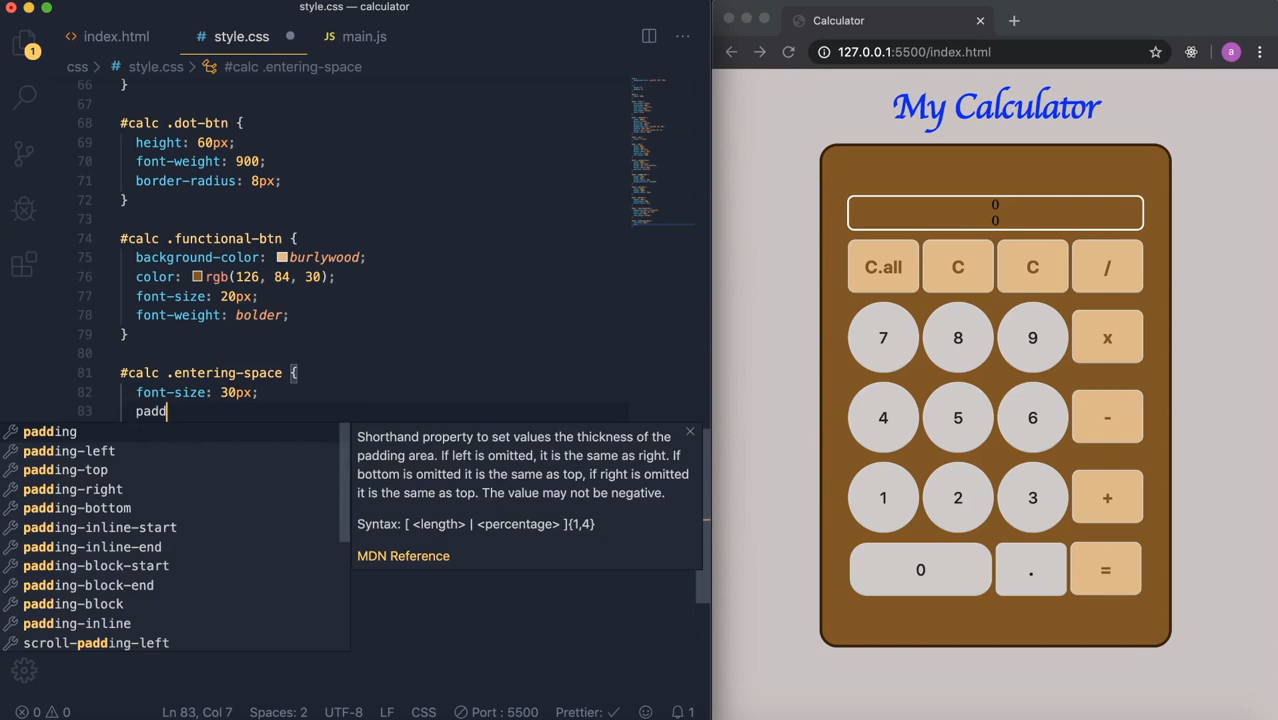 style.css — calculator
index.html
# style.css
JS main.js
css > # style.css > #calc .entering-space
1
66 }
67
68 #calc .dot-btn {
69 height: 60px;
70 font-weight: 900;
71 border-radius: 8px;
72 }
73
74 #calc .functional-btn {
75 background-color: burlywood;
76 color: rgb(126, 84, 30);
77 font-size: 20px;
78 font-weight: bolder;
79 }
80
81 #calc .entering-space {
82 font-size: 30px;
83 padd
padding
padding-left
padding-top
padding-right
padding-bottom
padding-inline-start
padding-inline-end
padding-block-start
padding-block-end
padding-block
padding-inline
scroll-padding-left
Shorthand property to set values the thickness of the
padding area. If left is omitted, it is the same as right. If
bottom is omitted it is the same as top, if right is omitted
it is the same as top. The value may not be negative.
Syntax: [ <length> | <percentage> ]{1,4}
MDN Reference
0 0 Ln 83, Col 7 Spaces: 2 UTF-8 LF CSS Port : 5500 Prettier: ✓ 1
Calculator
127.0.0.1:5500/index.html
a
My Calculator
0
0
C.all C C /
7 8 9 x
4 5 6 -
1 2 3 +
0 . =